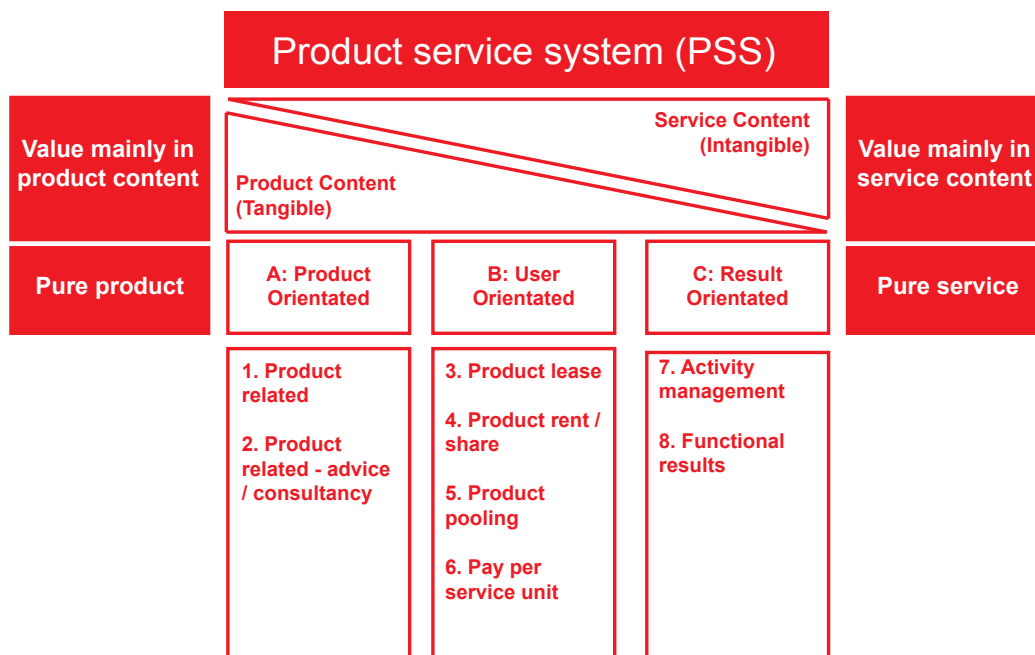 Product service system (PSS)
Value mainly in
product content
Service Content
(Intangible)
Product Content
(Tangible)
Value mainly in
service content
Pure product
A: Product
Orientated
B: User
Orientated
C: Result
Orientated
Pure service
1. Product
related
2. Product
related - advice
/ consultancy
3. Product lease
4. Product rent /
share
5. Product
pooling
6. Pay per
service unit
7. Activity
management
8. Functional
results